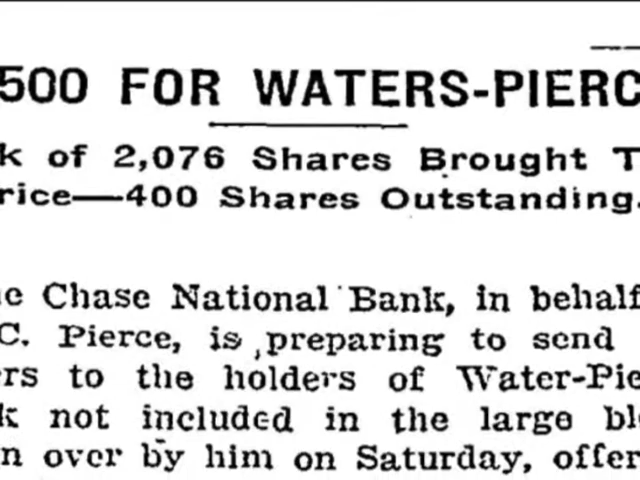 500 FOR WATERS-PIERC
k of 2,076 Shares Brought T
rice—400 Shares Outstanding.
e Chase National Bank, in behalf
C. Pierce, is preparing to send
rs to the holders of Water-Pie
k not included in the large bl
n over by him on Saturday, offer